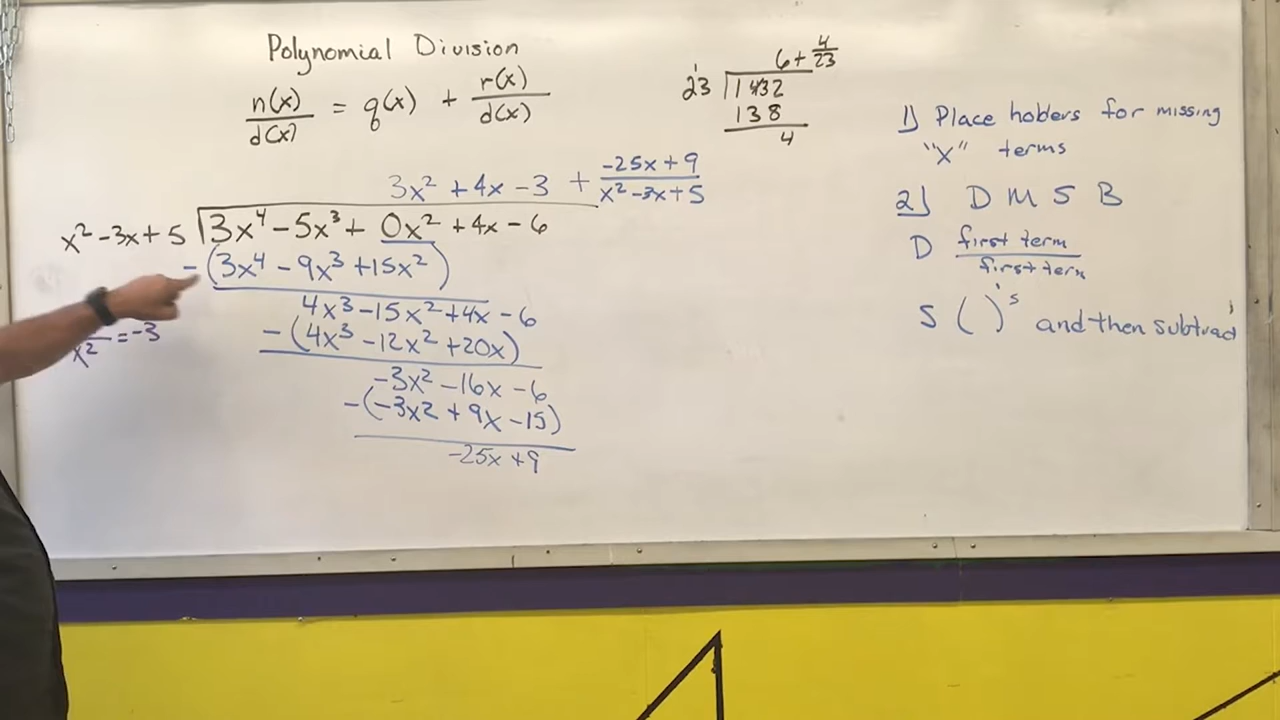 Polynomial Division
n(x)/d(x) = q(x) + r(x)/d(x)
3x² + 4x - 3 + (-25x + 9)/(x² - 3x + 5)
x² - 3x + 5 √3x⁴ - 5x³ + 0x² + 4x - 6
-(3x⁴ - 9x³ + 15x²)
4x³ - 15x² + 4x - 6
-(4x³ - 12x² + 20x)
x² = -3
-3x² - 16x - 6
-(-3x2 + 9x - 15)
-25x + 9
6 + 4/23
1
23 √1432
138
4
1) Place holders for missing
"X" terms
2) D M S B
D first term/first term
S ( )'s and then subtract